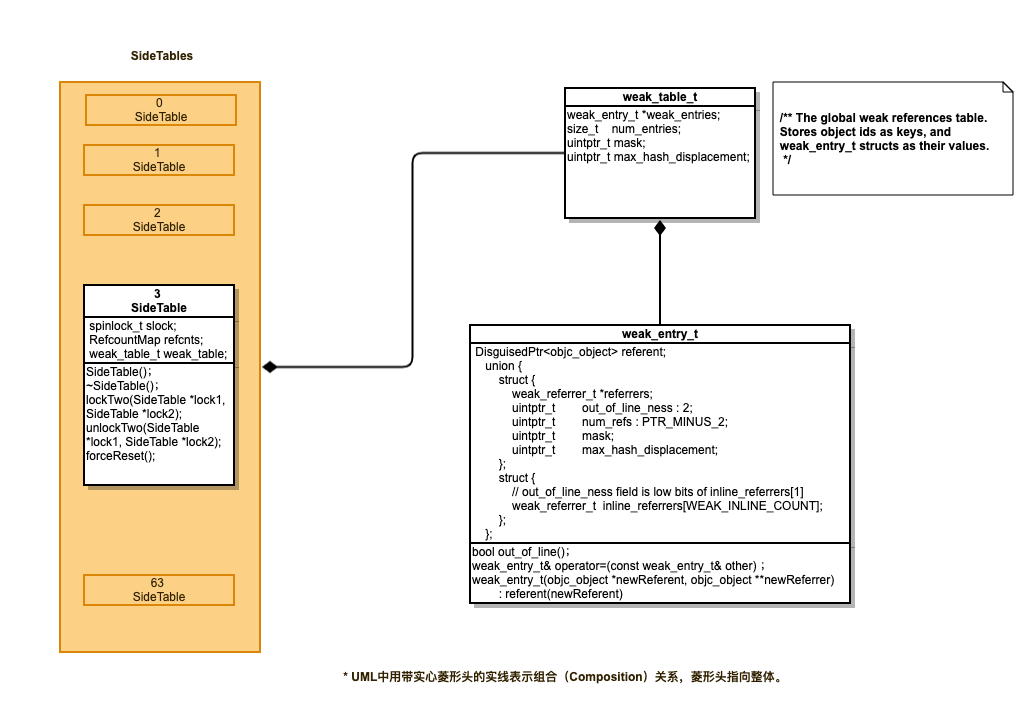 SideTables
0
SideTable
1
SideTable
2
SideTable
3
SideTable
spinlock_t slock;
RefcountMap refcnts;
weak_table_t weak_table;
SideTable();
~SideTable();
lockTwo(SideTable *lock1,
SideTable *lock2);
unlockTwo(SideTable
*lock1, SideTable *lock2);
forceReset();
63
SideTable
weak_table_t
weak_entry_t *weak_entries;
size_t    num_entries;
uintptr_t mask;
uintptr_t max_hash_displacement;
/** The global weak references table.
Stores object ids as keys, and
weak_entry_t structs as their values.
*/
weak_entry_t
DisguisedPtr<objc_object> referent;
union {
struct {
weak_referrer_t *referrers;
uintptr_t        out_of_line_ness : 2;
uintptr_t        num_refs : PTR_MINUS_2;
uintptr_t        mask;
uintptr_t        max_hash_displacement;
};
struct {
// out_of_line_ness field is low bits of inline_referrers[1]
weak_referrer_t  inline_referrers[WEAK_INLINE_COUNT];
};
};
bool out_of_line();
weak_entry_t& operator=(const weak_entry_t& other) ;
weak_entry_t(objc_object *newReferent, objc_object **newReferrer)
: referent(newReferent)
* UML中用带实心菱形头的实线表示组合（Composition）关系，菱形头指向整体。